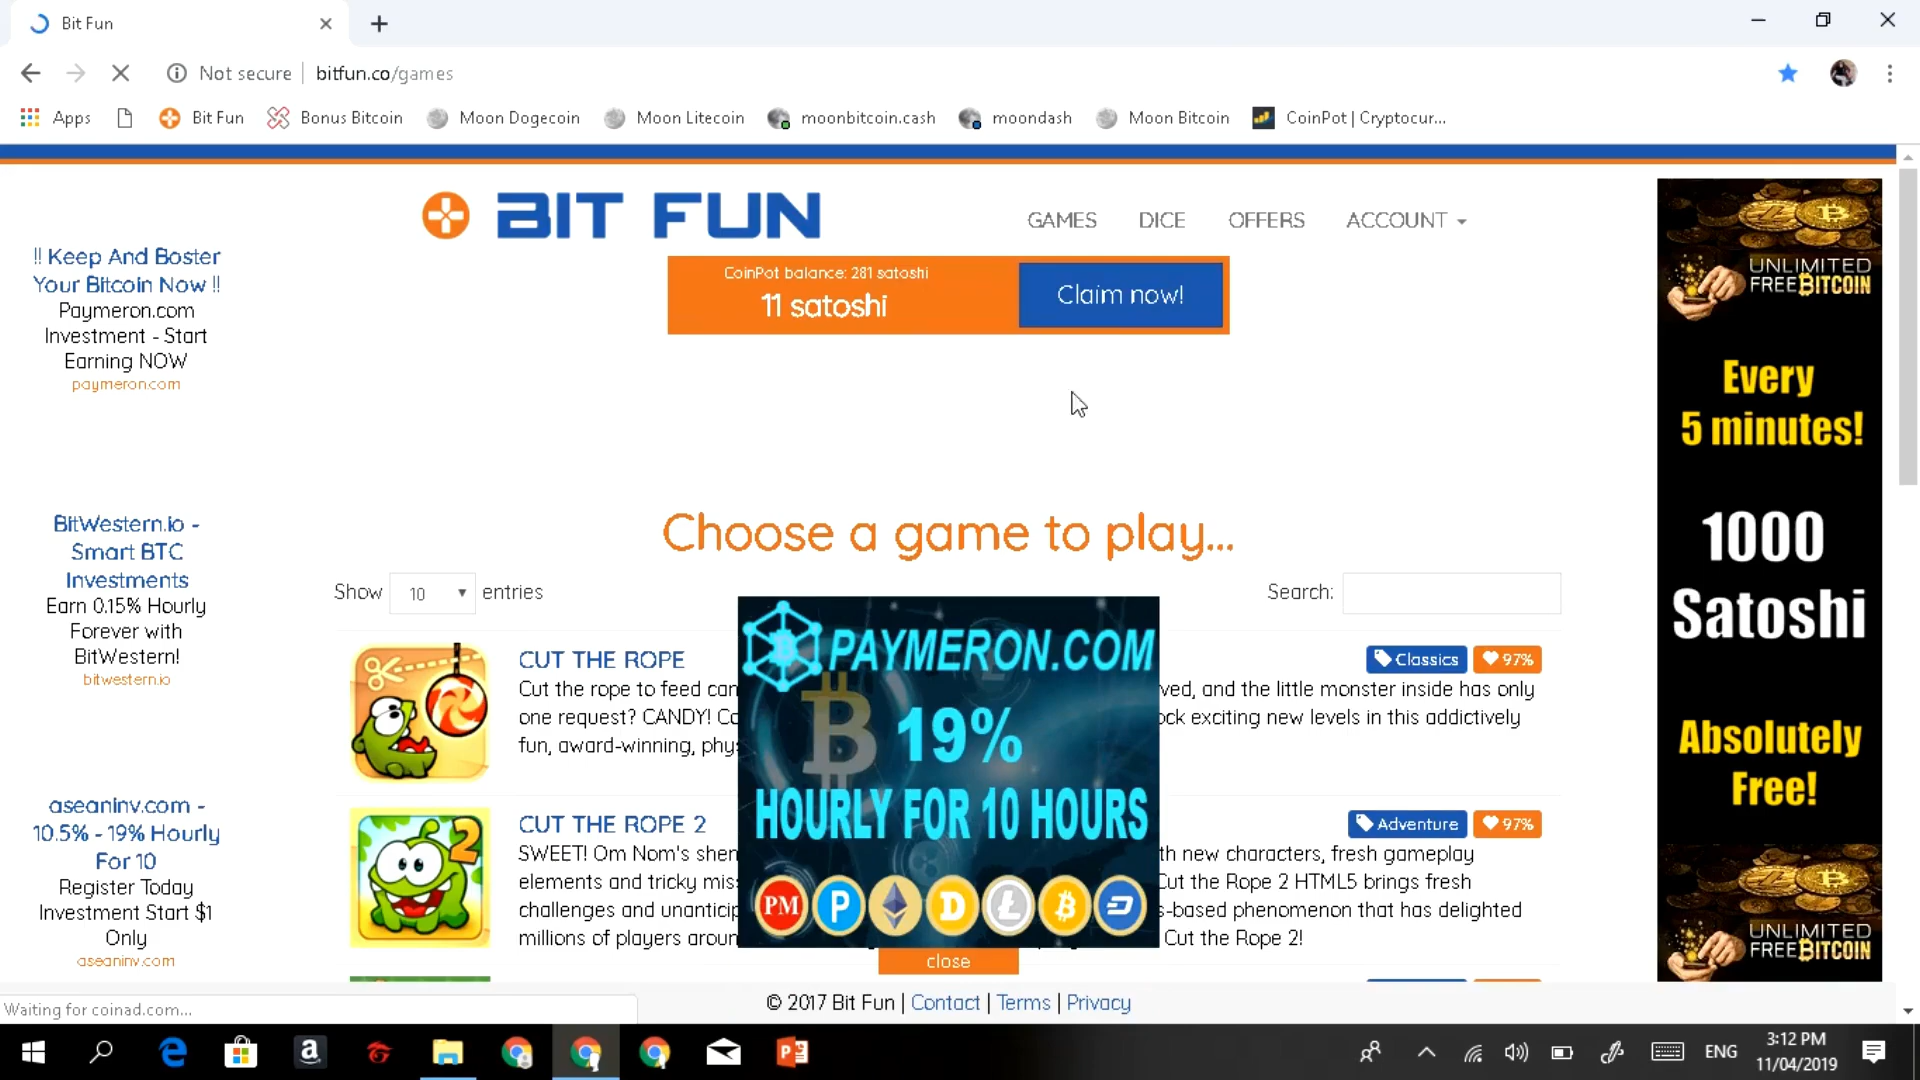 Bit Fun
Not secure
bitfun.co/games
Apps
Bit Fun
Bonus Bitcoin
Moon Dogecoin
Moon Litecoin
moonbitcoin.cash
moondash
Moon Bitcoin
CoinPot | Cryptocur...
BIT FUN
GAMES
DICE
OFFERS
ACCOUNT
CoinPot balance: 281 satoshi
11 satoshi
Claim now!
!! Keep And Boster
Your Bitcoin Now !!
Paymeron.com
Investment - Start
Earning NOW
paymeron.com
BitWestern.io -
Smart BTC
Investments
Earn 0.15% Hourly
Forever with
BitWestern!
bitwestern.io
aseaninv.com -
10.5% - 19% Hourly
For 10
Register Today
Investment Start $1
Only
aseaninv.com
Choose a game to play...
Show 10 entries
Search:
CUT THE ROPE
Classics
97%
Cut the rope to feed can
ved, and the little monster inside has only
one request? CANDY!
ck exciting new levels in this addictively
fun, award-winning, phy
CUT THE ROPE 2
Adventure
97%
SWEET! Om Nom's shen
th new characters, fresh gameplay
elements and tricky mis
Cut the Rope 2 HTML5 brings fresh
challenges and unanticip
s-based phenomenon that has delighted
millions of players aroun
Cut the Rope 2!
2
PAYMERON.COM
19%
HOURLY FOR 10 HOURS
PM
close
UNLIMITED
FREE BITCOIN
Every
5 minutes!
1000
Satoshi
Absolutely
Free!
UNLIMITED
FREE BITCOIN
© 2017 Bit Fun | Contact | Terms | Privacy
Waiting for coinad.com...
ENG
3:12 PM
11/04/2019